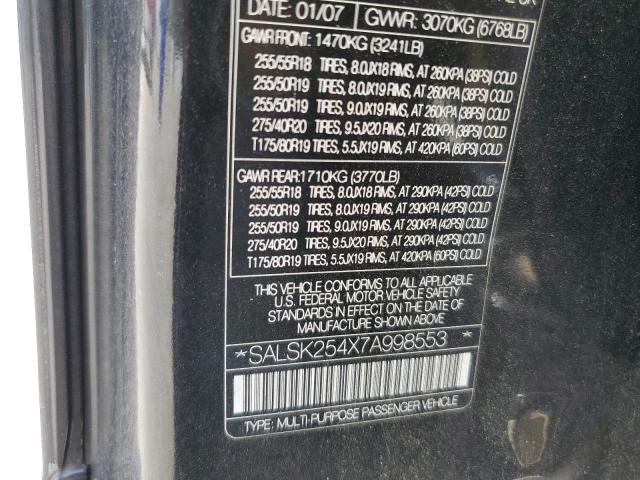 DATE: 01/07 GWWR: 3070KG (6768LB)
GAWR FRONT: 1470KG (3241LB)
255/55R18 TIRES, 8.0JX18 RIMS, AT 260KPA (38PSI) COLD
255/50R19 TIRES, 8.0JX19 RIMS, AT 260KPA (38PSI) COLD
255/50R19 TIRES, 9.0JX19 RIMS, AT 260KPA (38PSI) COLD
275/40R20 TIRES, 9.5JX20 RIMS, AT 260KPA (38PSI) COLD
T175/80R19 TIRES, 5.5JX19 RIMS, AT 420KPA (60PSI) COLD
GAWR REAR: 1710KG (3770LB)
255/55R18 TIRES, 8.0JX18 RIMS, AT 290KPA (42PSI) COLD
255/50R19 TIRES, 8.0JX19 RIMS, AT 290KPA (42PSI) COLD
255/50R19 TIRES, 9.0JX19 RIMS, AT 290KPA (42PSI) COLD
275/40R20 TIRES, 9.5JX20 RIMS, AT 290KPA (42PSI) COLD
T175/80R19 TIRES, 5.5JX19 RIMS, AT 420KPA (60PSI) COLD
THIS VEHICLE CONFORMS TO ALL APPLICABLE
U.S. FEDERAL MOTOR VEHICLE SAFETY
STANDARDS IN EFFECT ON THE DATE OF
MANUFACTURE SHOWN ABOVE
*SALSK254X7A998553*
TYPE: MULTI-PURPOSE PASSENGER VEHICLE